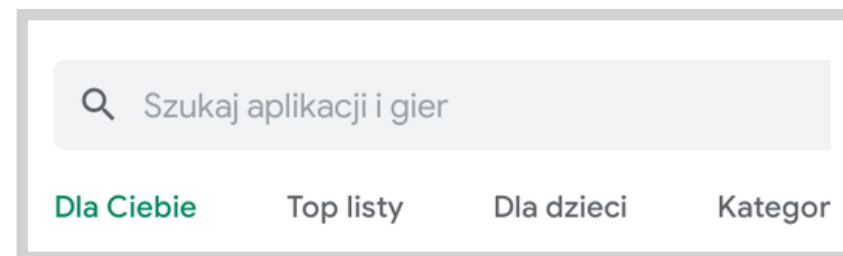 Szukaj aplikacji i gier
Dla Ciebie Top listy Dla dzieci Kategor